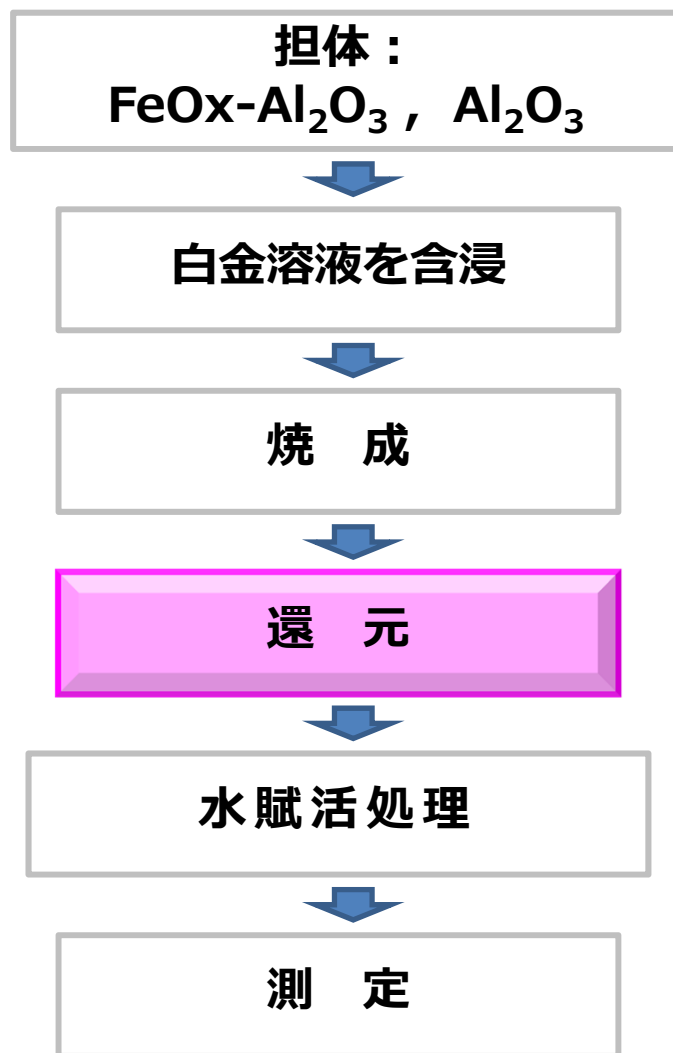 担体：
FeOx-Al₂O₃ , Al₂O₃
白金溶液を含浸
焼　成
還　元
水賦活処理
測　定